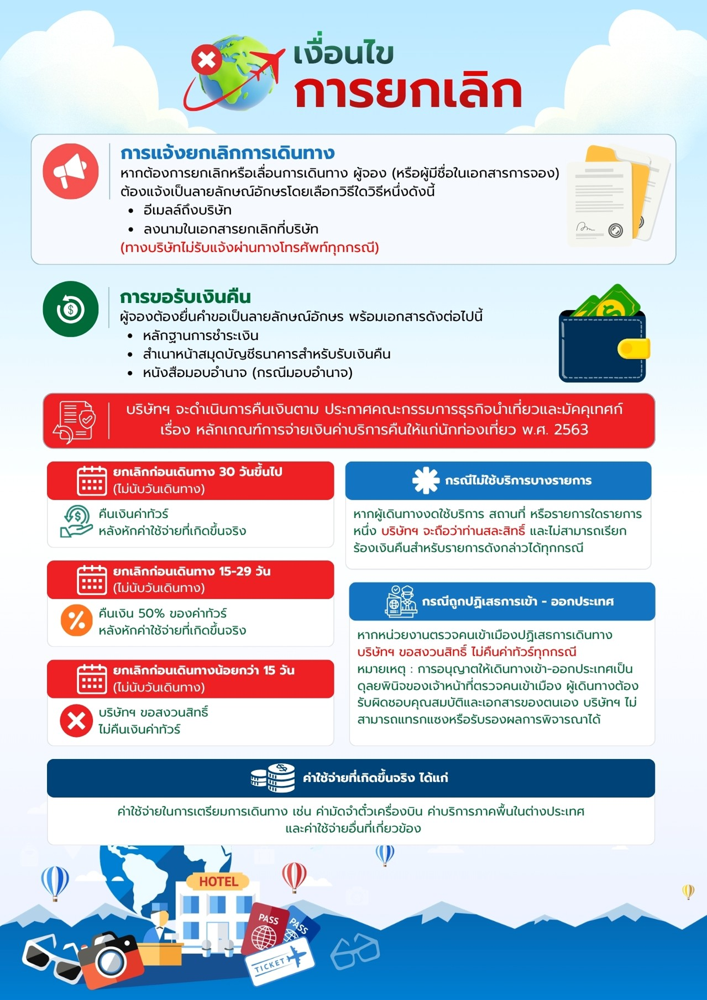 เงื่อนไข
การยกเลิก
การแจ้งยกเลิกการเดินทาง
หากต้องการยกเลิกหรือเลื่อนการเดินทาง ผู้จอง (หรือผู้มีชื่อในเอกสารการจอง)
ต้องแจ้งเป็นลายลักษณ์อักษรโดยเลือกวิธีใดวิธีหนึ่งดังนี้
• อีเมลล์ถึงบริษัท
• ลงนามในเอกสารยกเลิกที่บริษัท
(ทางบริษัทไม่รับแจ้งผ่านทางโทรศัพท์ทุกกรณี)
การขอรับเงินคืน
ผู้จองต้องยื่นคำขอเป็นลายลักษณ์อักษร พร้อมเอกสารดังต่อไปนี้
• หลักฐานการชำระเงิน
• สำเนาหน้าสมุดบัญชีธนาคารสำหรับรับเงินคืน
• หนังสือมอบอำนาจ (กรณีมอบอำนาจ)
บริษัทฯ จะดำเนินการคืนเงินตาม ประกาศคณะกรรมการธุรกิจนำเที่ยวและมัคคุเทศก์
เรื่อง หลักเกณฑ์การจ่ายเงินค่าบริการคืนให้แก่นักท่องเที่ยว พ.ศ. 2563
ยกเลิกก่อนเดินทาง 30 วันขึ้นไป
(ไม่นับวันเดินทาง)
คืนเงินค่าทัวร์
หลังหักค่าใช้จ่ายที่เกิดขึ้นจริง
ยกเลิกก่อนเดินทาง 15-29 วัน
(ไม่นับวันเดินทาง)
คืนเงิน 50% ของค่าทัวร์
หลังหักค่าใช้จ่ายที่เกิดขึ้นจริง
ยกเลิกก่อนเดินทางน้อยกว่า 15 วัน
(ไม่นับวันเดินทาง)
บริษัทฯ ขอสงวนสิทธิ์
ไม่คืนเงินค่าทัวร์
กรณีไม่ใช้บริการบางรายการ
หากผู้เดินทางงดใช้บริการ สถานที่ หรือรายการใดรายการ
หนึ่ง บริษัทฯ จะถือว่าท่านสละสิทธิ์ และไม่สามารถเรียก
ร้องเงินคืนสำหรับรายการดังกล่าวได้ทุกกรณี
กรณีถูกปฏิเสธการเข้า - ออกประเทศ
หากหน่วยงานตรวจคนเข้าเมืองปฏิเสธการเดินทาง
บริษัทฯ ขอสงวนสิทธิ์ ไม่คืนค่าทัวร์ทุกกรณี
หมายเหตุ : การอนุญาตให้เดินทางเข้า-ออกประเทศเป็น
ดุลยพินิจของเจ้าหน้าที่ตรวจคนเข้าเมือง ผู้เดินทางต้อง
รับผิดชอบคุณสมบัติและเอกสารของตนเอง บริษัทฯ ไม่
สามารถแทรกแซงหรือรับรองผลการพิจารณาได้
ค่าใช้จ่ายที่เกิดขึ้นจริง ได้แก่
ค่าใช้จ่ายในการเตรียมการเดินทาง เช่น ค่ามัดจำตั๋วเครื่องบิน ค่าบริการภาคพื้นในต่างประเทศ
และค่าใช้จ่ายอื่นที่เกี่ยวข้อง
HOTEL
PASS
PASS
TICKET